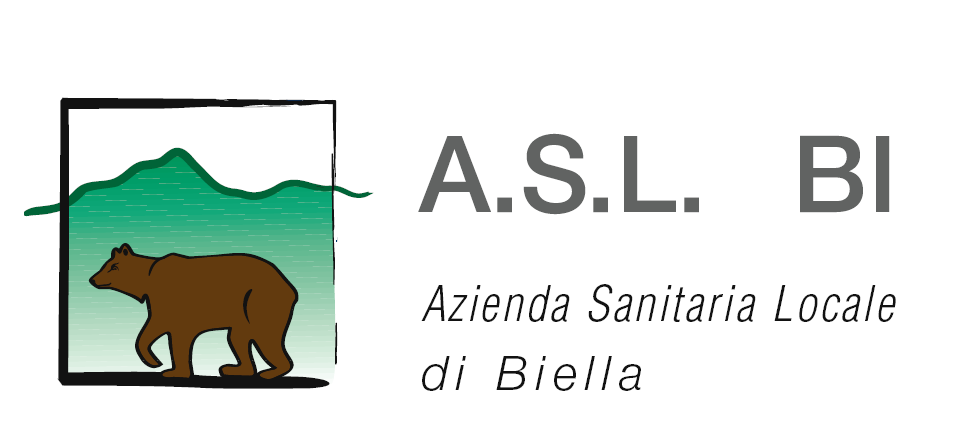 A.S.L. BI
Azienda Sanitaria Locale
di Biella